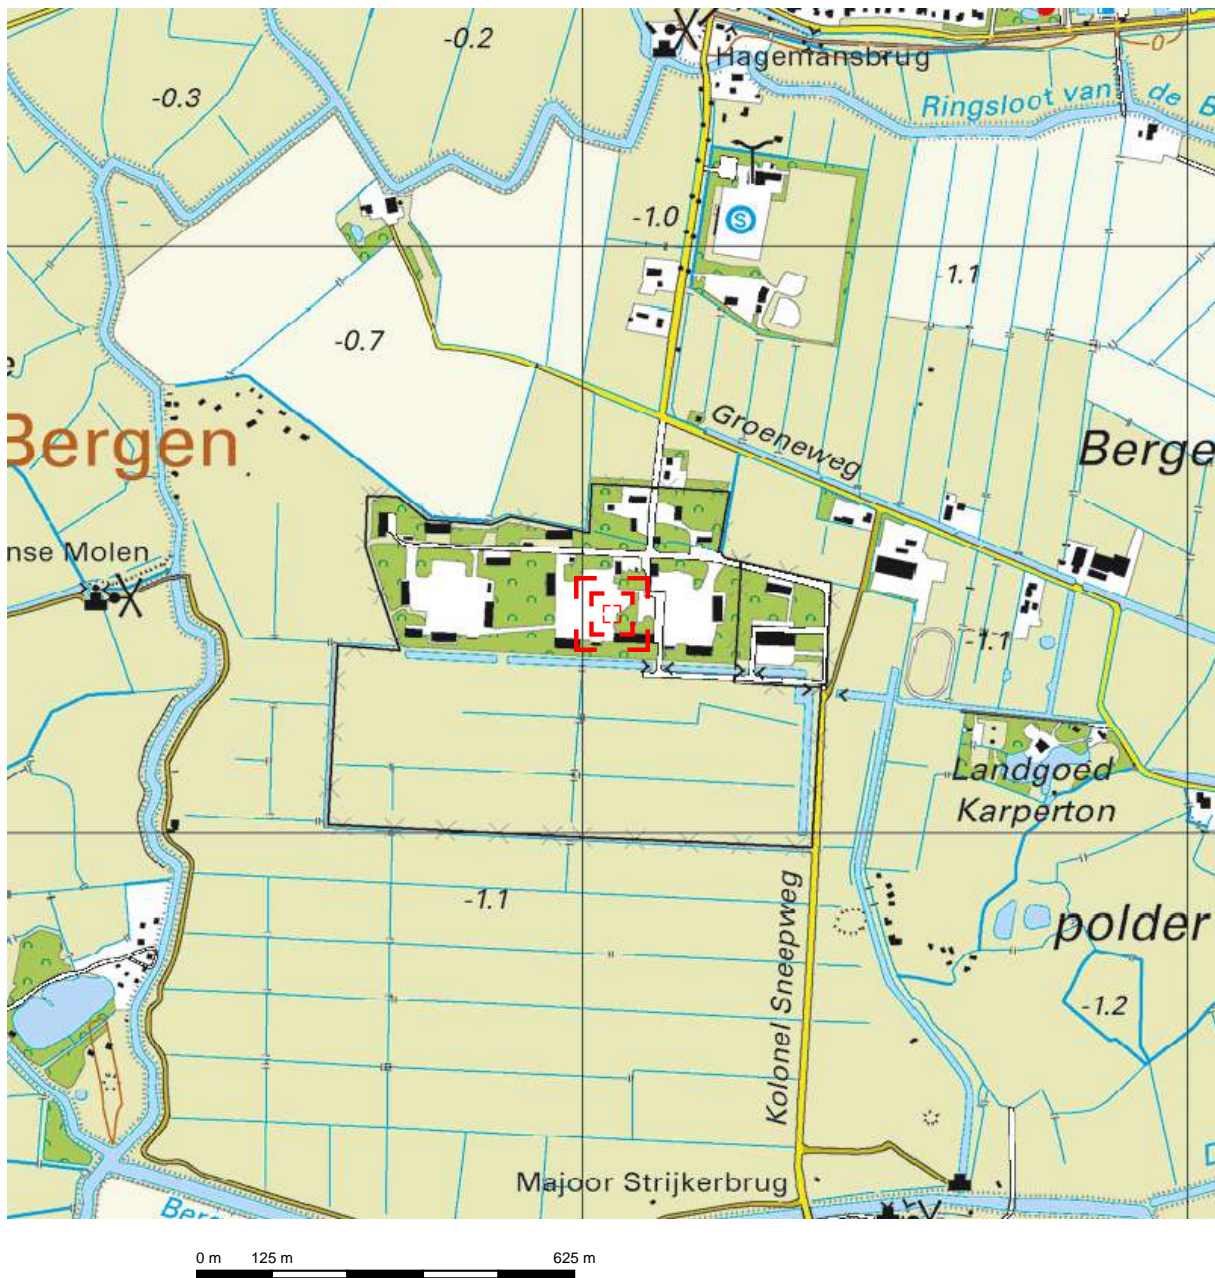 -0.2
Hagemansbrug
0
-0.3
Ringsloot van de B
-1.0
S
1.1
-0.7
e
Bergen
Groeneweg
Berge
nse Molen
-1.1
Landgoed
Karperton
-1.1
Kolonel Sneepweg
polder
-1.2
Majoor Strijkerbrug
D
Ber
0 m 125 m 625 m